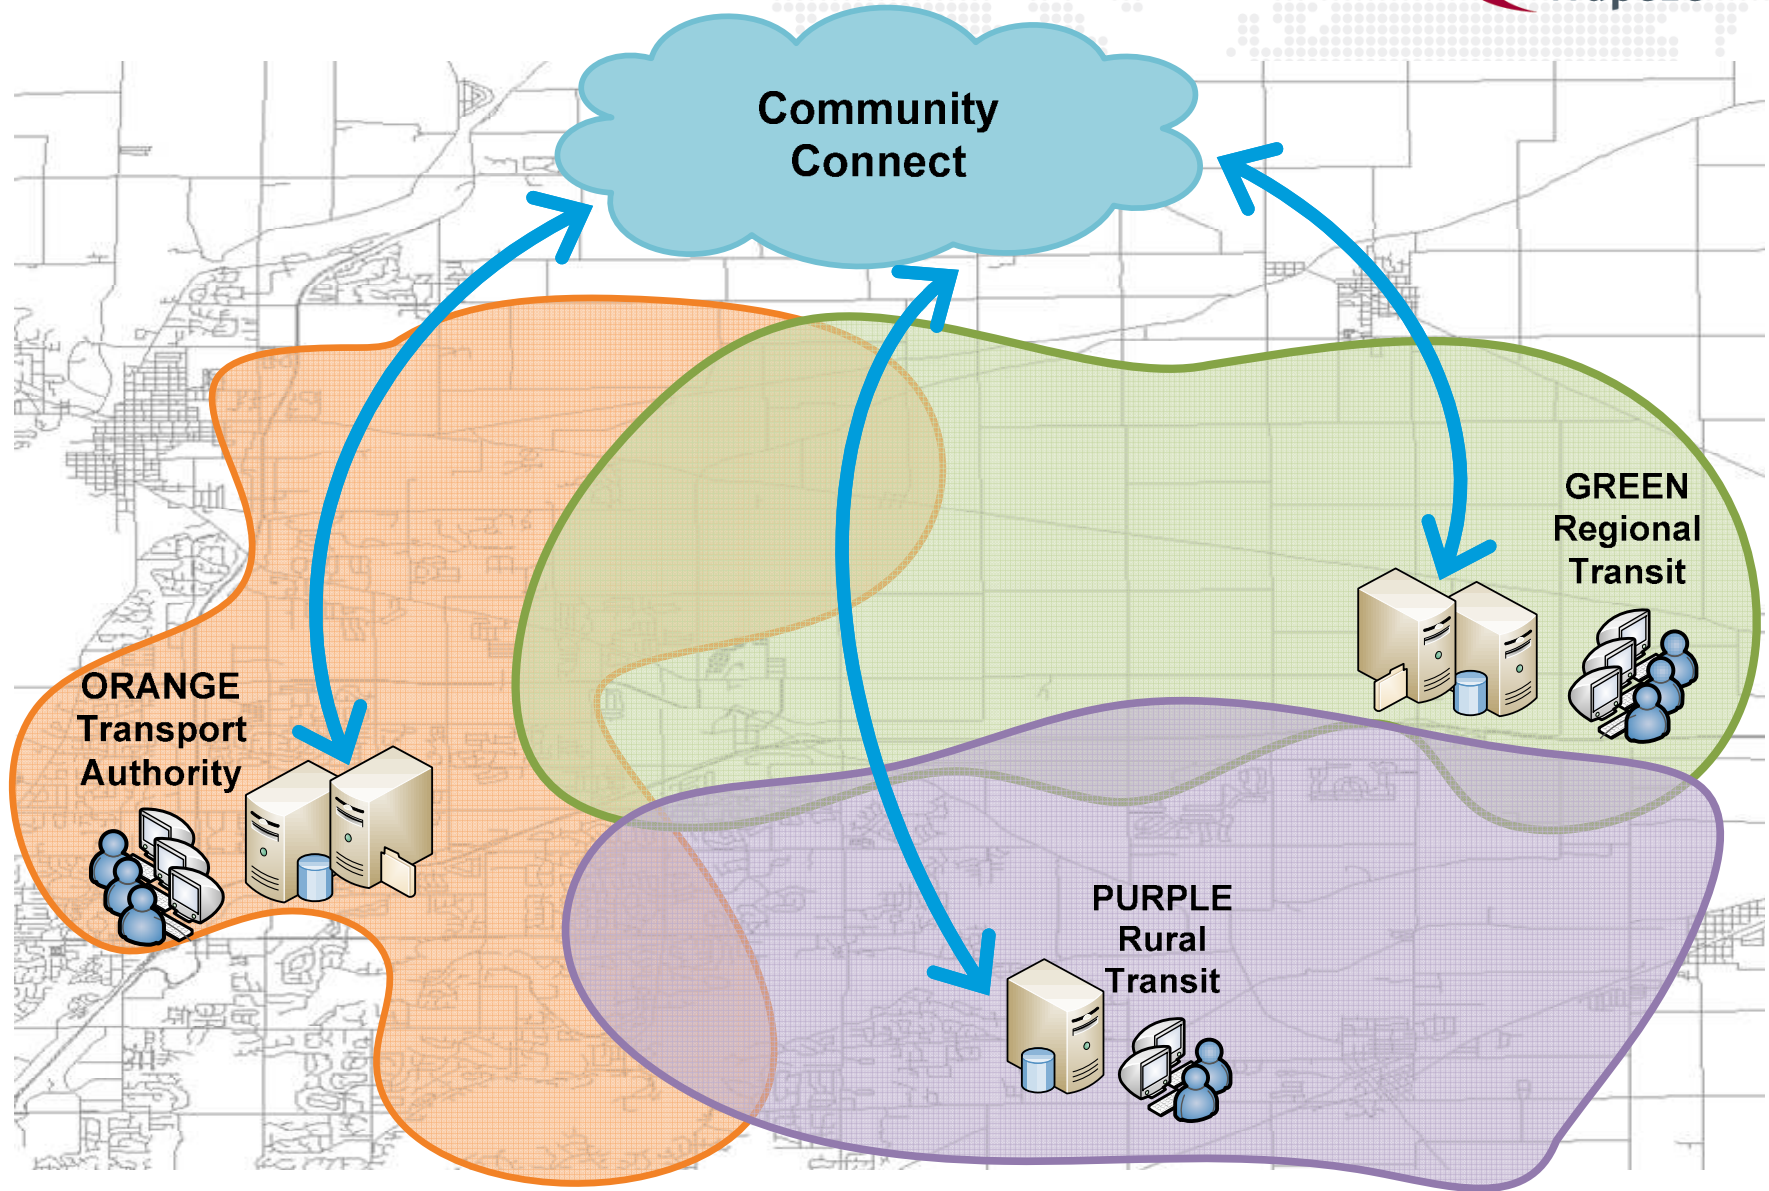 Community
Connect
GREEN
Regional
Transit
ORANGE
Transport
Authority
PURPLE
Rural
Transit